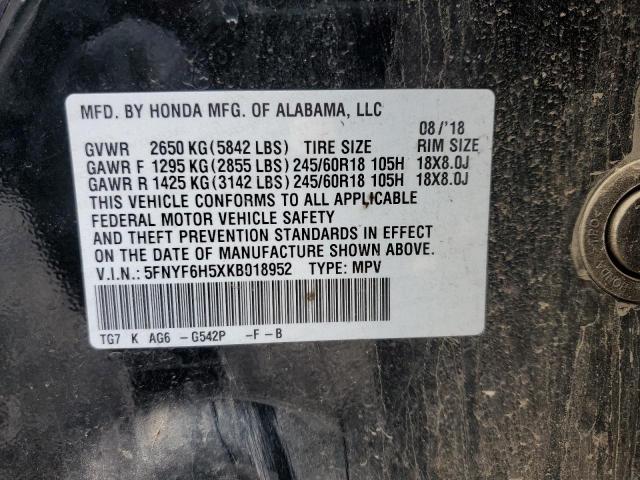 MFD. BY HONDA MFG. OF ALABAMA, LLC
08/'18
GVWR 2650 KG (5842 LBS) TIRE SIZE RIM SIZE
GAWR F 1295 KG (2855 LBS) 245/60R18 105H 18X8.0J
GAWR R 1425 KG (3142 LBS) 245/60R18 105H 18X8.0J
THIS VEHICLE CONFORMS TO ALL APPLICABLE
FEDERAL MOTOR VEHICLE SAFETY
AND THEFT PREVENTION STANDARDS IN EFFECT
ON THE DATE OF MANUFACTURE SHOWN ABOVE.
V.I.N.: 5FNYF6H5XKB018952 TYPE: MPV
TG7 K AG6 -G542P -F-B